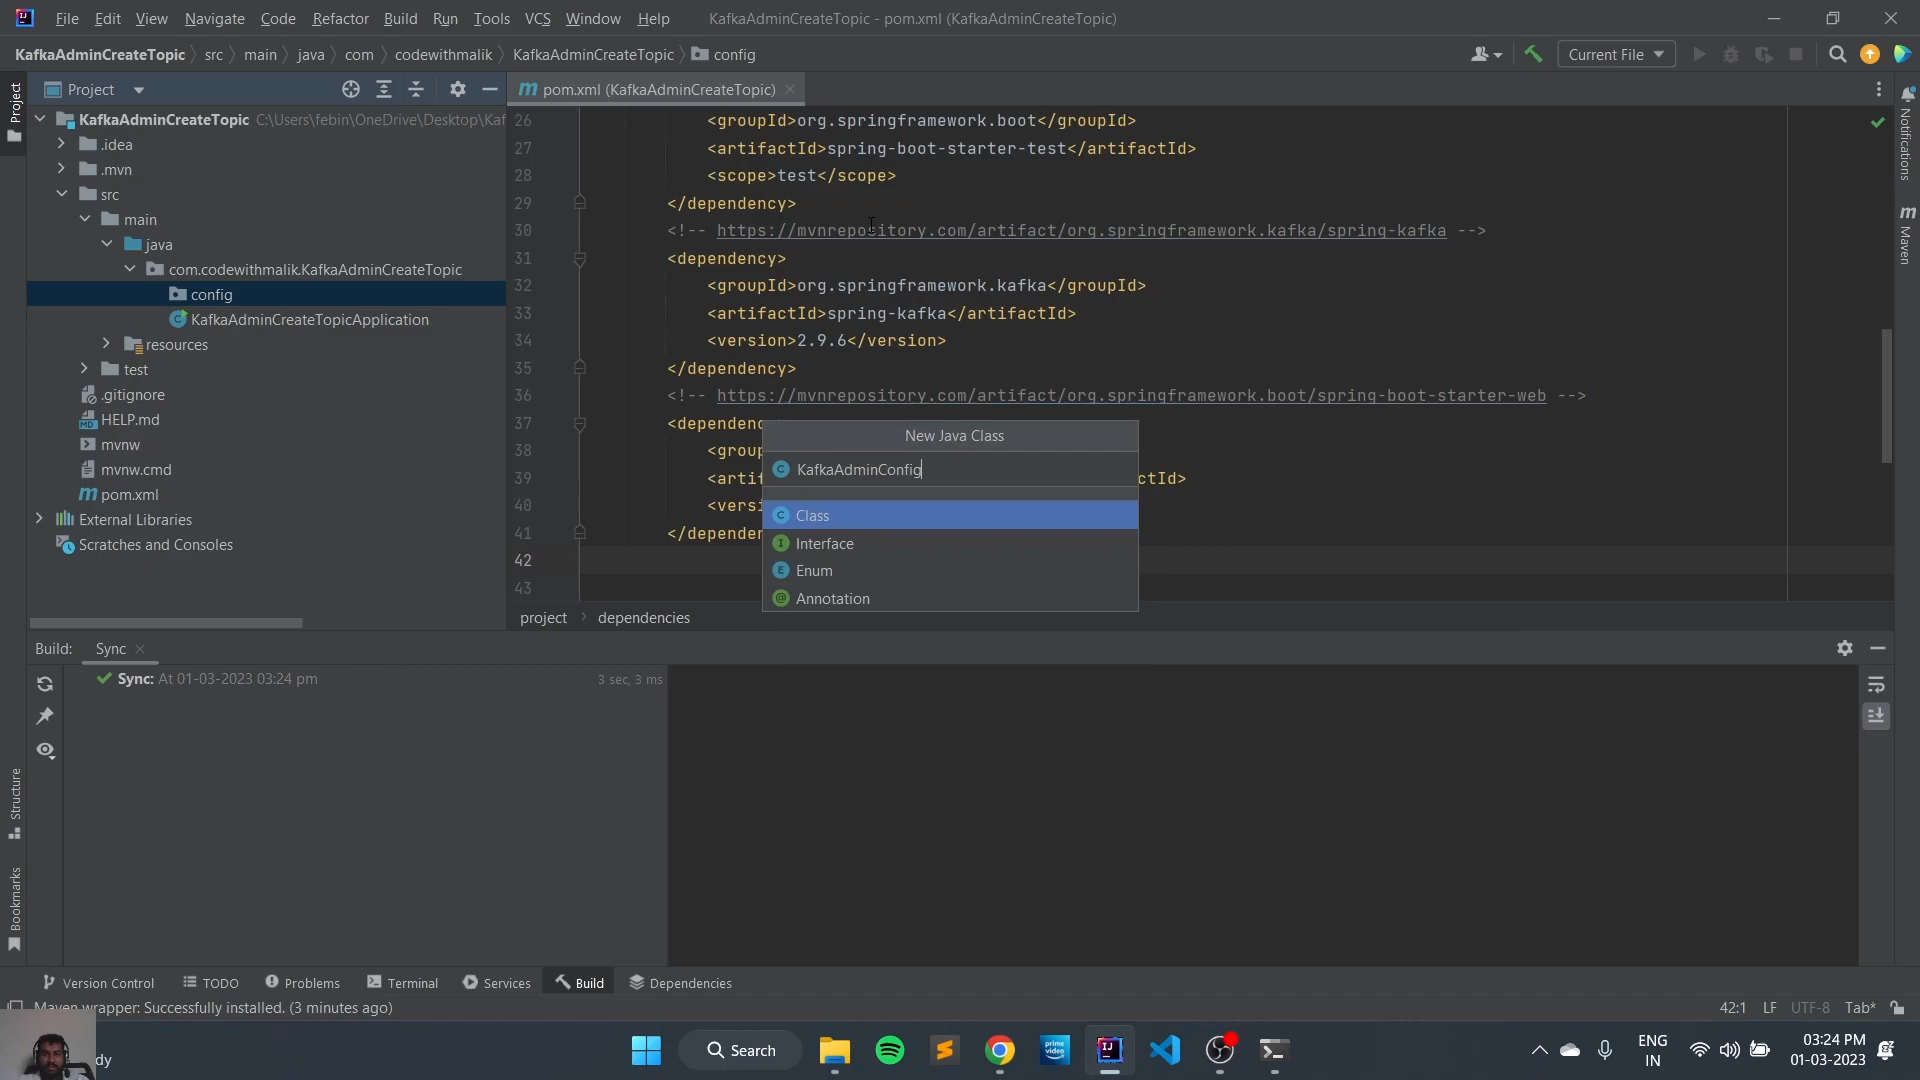 File Edit View Navigate Code Refactor Build Run Tools VCS Window Help KafkaAdminCreateTopic - pom.xml (KafkaAdminCreateTopic)
KafkaAdminCreateTopic src main java com codewithmalik KafkaAdminCreateTopic config Current File
Project
Project
pom.xml (KafkaAdminCreateTopic)
KafkaAdminCreateTopic C:\Users\febin\OneDrive\Desktop\Kaf
.idea
.mvn
src
main
java
com.codewithmalik.KafkaAdminCreateTopic
config
KafkaAdminCreateTopicApplication
resources
test
.gitignore
HELP.md
mvnw
mvnw.cmd
pom.xml
External Libraries
Scratches and Consoles
26 <groupId>org.springframework.boot</groupId>
27 <artifactId>spring-boot-starter-test</artifactId>
28 <scope>test</scope>
29 </dependency>
30 <!-- https://mvnrepository.com/artifact/org.springframework.kafka/spring-kafka -->
31 <dependency>
32 <groupId>org.springframework.kafka</groupId>
33 <artifactId>spring-kafka</artifactId>
34 <version>2.9.6</version>
35 </dependency>
36 <!-- https://mvnrepository.com/artifact/org.springframework.boot/spring-boot-starter-web -->
37 <dependenc
38 <group
39 <artif ctId>
40 <versi
41 </depender
42
43
New Java Class
KafkaAdminConfig
Class
Interface
Enum
Annotation
project dependencies
Notifications
Maven
Build: Sync
Sync: At 01-03-2023 03:24 pm 3 sec, 3 ms
Structure
Bookmarks
Version Control TODO Problems Terminal Services Build Dependencies
Maven wrapper: Successfully installed. (3 minutes ago) 42:1 LF UTF-8 Tab*
dy
Search
prime video
ENG
IN
03:24 PM
01-03-2023